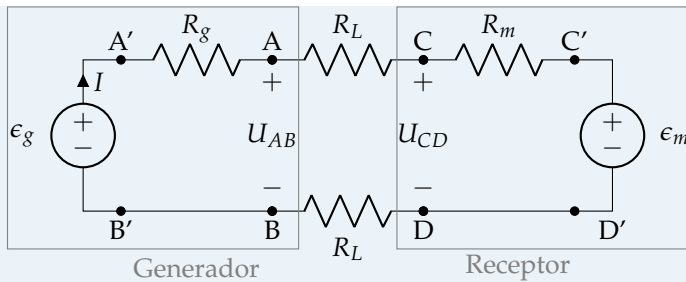 A′ R_g A R_L C R_m C′
+ +
I
ϵ_g + − U_AB U_CD + − ϵ_m
− −
B′ B R_L D D′
Generador Receptor